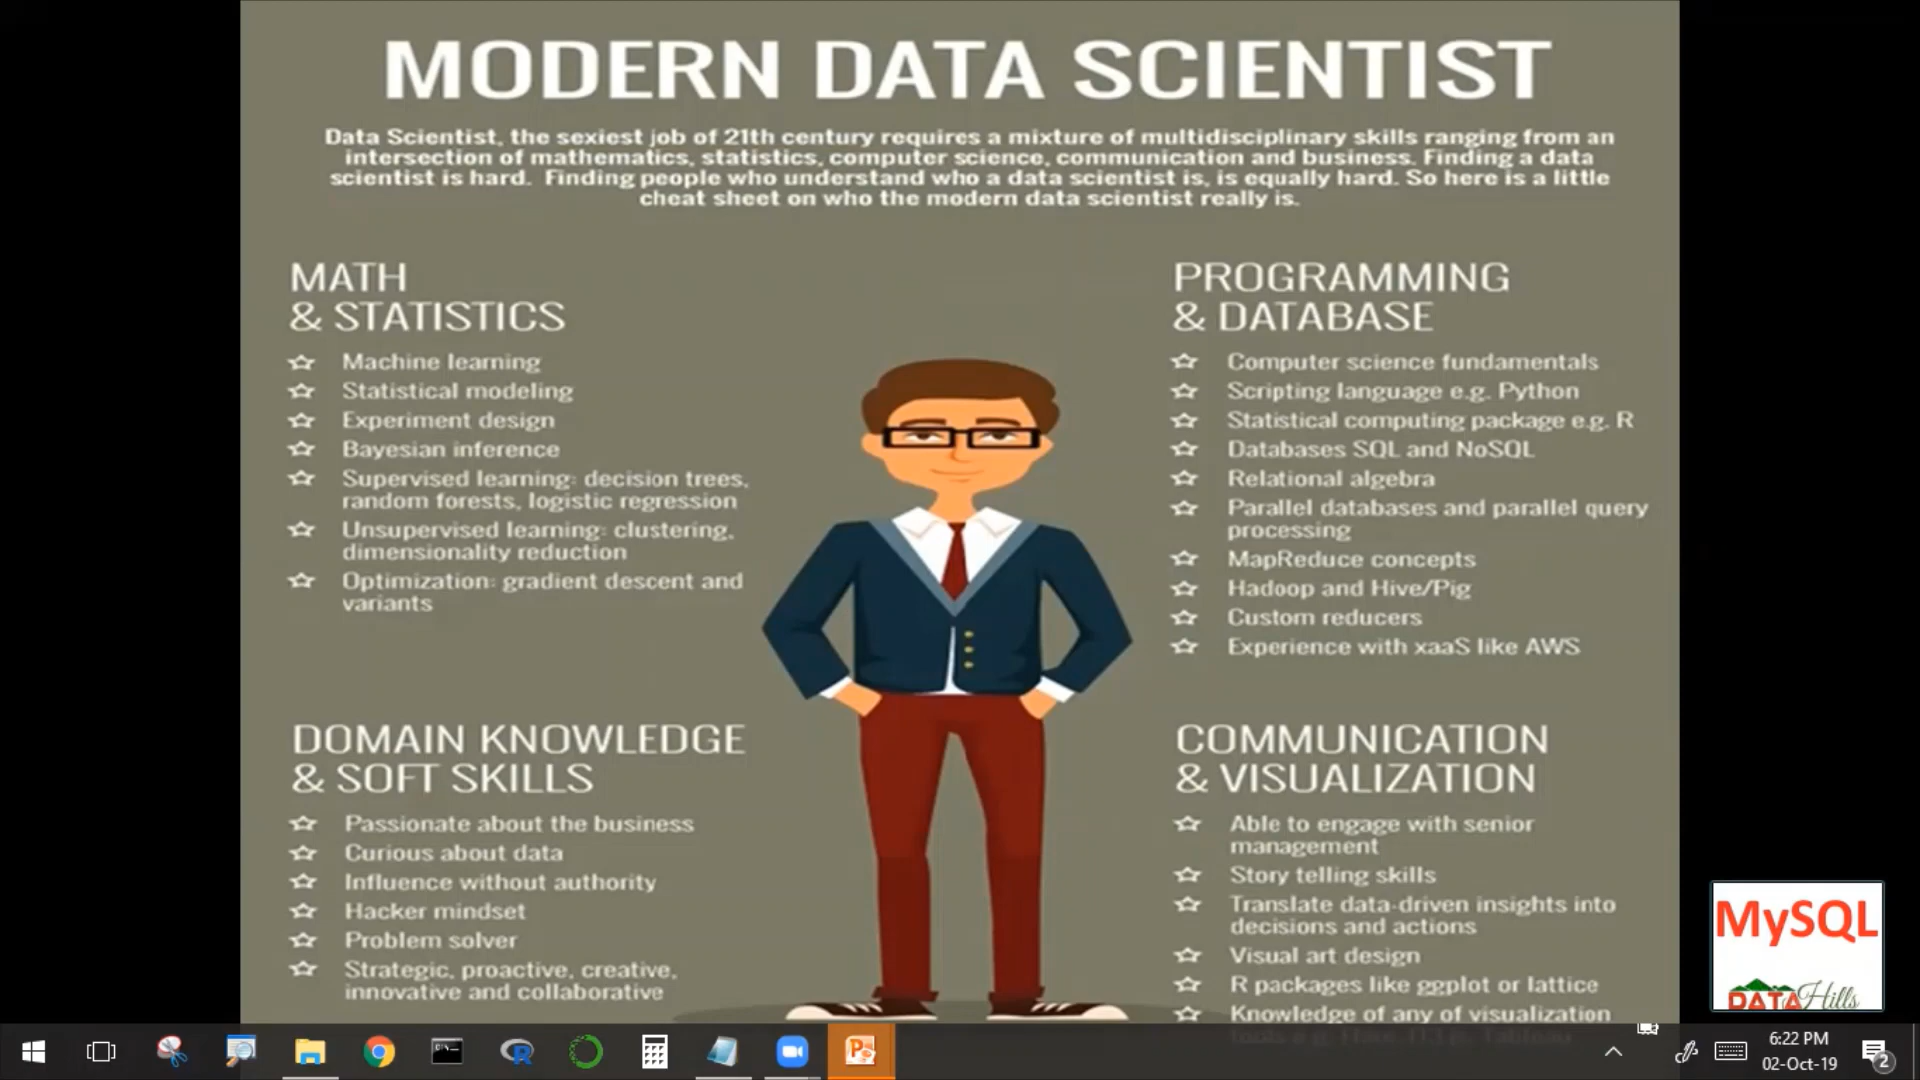 MODERN DATA SCIENTIST
Data Scientist, the sexiest job of 21th century requires a mixture of multidisciplinary skills ranging from an
intersection of mathematics, statistics, computer science, communication and business. Finding a data
scientist is hard. Finding people who understand who a data scientist is, is equally hard. So here is a little
cheat sheet on who the modern data scientist really is.
MATH
& STATISTICS
Machine learning
Statistical modeling
Experiment design
Bayesian inference
Supervised learning: decision trees,
random forests, logistic regression
Unsupervised learning: clustering,
dimensionality reduction
Optimization: gradient descent and
variants
PROGRAMMING
& DATABASE
Computer science fundamentals
Scripting language e.g. Python
Statistical computing package e.g. R
Databases SQL and NoSQL
Relational algebra
Parallel databases and parallel query
processing
MapReduce concepts
Hadoop and Hive/Pig
Custom reducers
Experience with xaaS like AWS
DOMAIN KNOWLEDGE
& SOFT SKILLS
Passionate about the business
Curious about data
Influence without authority
Hacker mindset
Problem solver
Strategic, proactive, creative,
innovative and collaborative
COMMUNICATION
& VISUALIZATION
Able to engage with senior
management
Story telling skills
Translate data-driven insights into
decisions and actions
Visual art design
R packages like ggplot or lattice
Knowledge of any of visualization
MySQL
DATAHills
6:22 PM
02-Oct-19
2